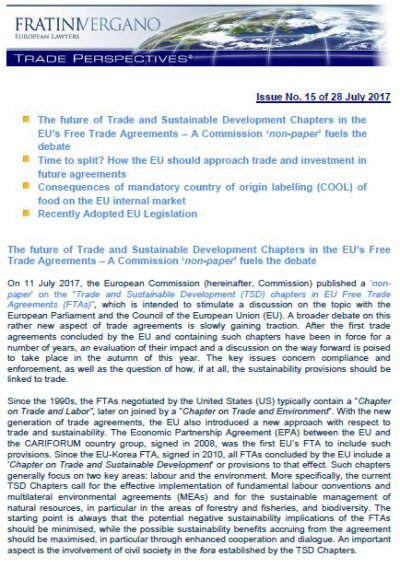 FRATINIVERGANO
EUROPEAN LAWYERS
TRADE PERSPECTIVES®
Issue No. 15 of 28 July 2017
The future of Trade and Sustainable Development Chapters in the
EU's Free Trade Agreements – A Commission 'non-paper' fuels the
debate
Time to split? How the EU should approach trade and investment in
future agreements
Consequences of mandatory country of origin labelling (COOL) of
food on the EU internal market
Recently Adopted EU Legislation
The future of Trade and Sustainable Development Chapters in the EU's Free
Trade Agreements – A Commission 'non-paper' fuels the debate
On 11 July 2017, the European Commission (hereinafter, Commission) published a 'non-
paper' on the "Trade and Sustainable Development (TSD) chapters in EU Free Trade
Agreements (FTAs)", which is intended to stimulate a discussion on the topic with the
European Parliament and the Council of the European Union (EU). A broader debate on this
rather new aspect of trade agreements is slowly gaining traction. After the first trade
agreements concluded by the EU and containing such chapters have been in force for a
number of years, an evaluation of their impact and a discussion on the way forward is poised
to take place in the autumn of this year. The key issues concern compliance and
enforcement, as well as the question of how, if at all, the sustainability provisions should be
linked to trade.
Since the 1990s, the FTAs negotiated by the United States (US) typically contain a "Chapter
on Trade and Labor", later on joined by a "Chapter on Trade and Environment". With the new
generation of trade agreements, the EU also introduced a new approach with respect to
trade and sustainability. The Economic Partnership Agreement (EPA) between the EU and
the CARIFORUM country group, signed in 2008, was the first EU's FTA to include such
provisions. Since the EU-Korea FTA, signed in 2010, all FTAs concluded by the EU include a
'Chapter on Trade and Sustainable Development' or provisions to that effect. Such chapters
generally focus on two key areas: labour and the environment. More specifically, the current
TSD Chapters call for the effective implementation of fundamental labour conventions and
multilateral environmental agreements (MEAs) and for the sustainable management of
natural resources, in particular in the areas of forestry and fisheries, and biodiversity. The
starting point is always that the potential negative sustainability implications of the FTAs
should be minimised, while the possible sustainability benefits accruing from the agreement
should be maximised, in particular through enhanced cooperation and dialogue. An important
aspect is the involvement of civil society in the fora established by the TSD Chapters.